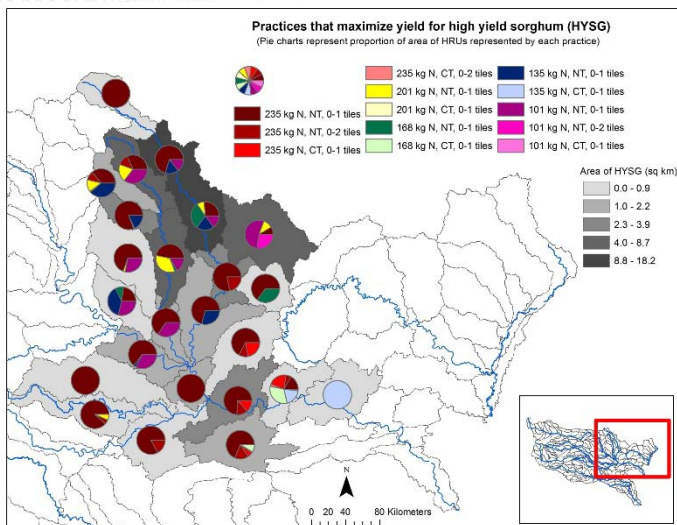 Practices that maximize yield for high yield sorghum (HYSG)
(Pie charts represent proportion of area of HRUs represented by each practice)
235 kg N, CT, 0-2 tiles
135 kg N, NT, 0-1 tiles
201 kg N, NT, 0-1 tiles
135 kg N, CT, 0-1 tiles
235 kg N, NT, 0-1 tiles
201 kg N, CT, 0-1 tiles
101 kg N, NT, 0-1 tiles
235 kg N, NT, 0-2 tiles
168 kg N, NT, 0-1 tiles
101 kg N, NT, 0-2 tiles
235 kg N, CT, 0-1 tiles
168 kg N, CT, 0-1 tiles
101 kg N, CT, 0-1 tiles
Area of HYSG (sq km)
0.0 - 0.9
1.0 - 2.2
2.3 - 3.9
4.0 - 8.7
8.8 - 18.2
N
0 20 40 80 Kilometers